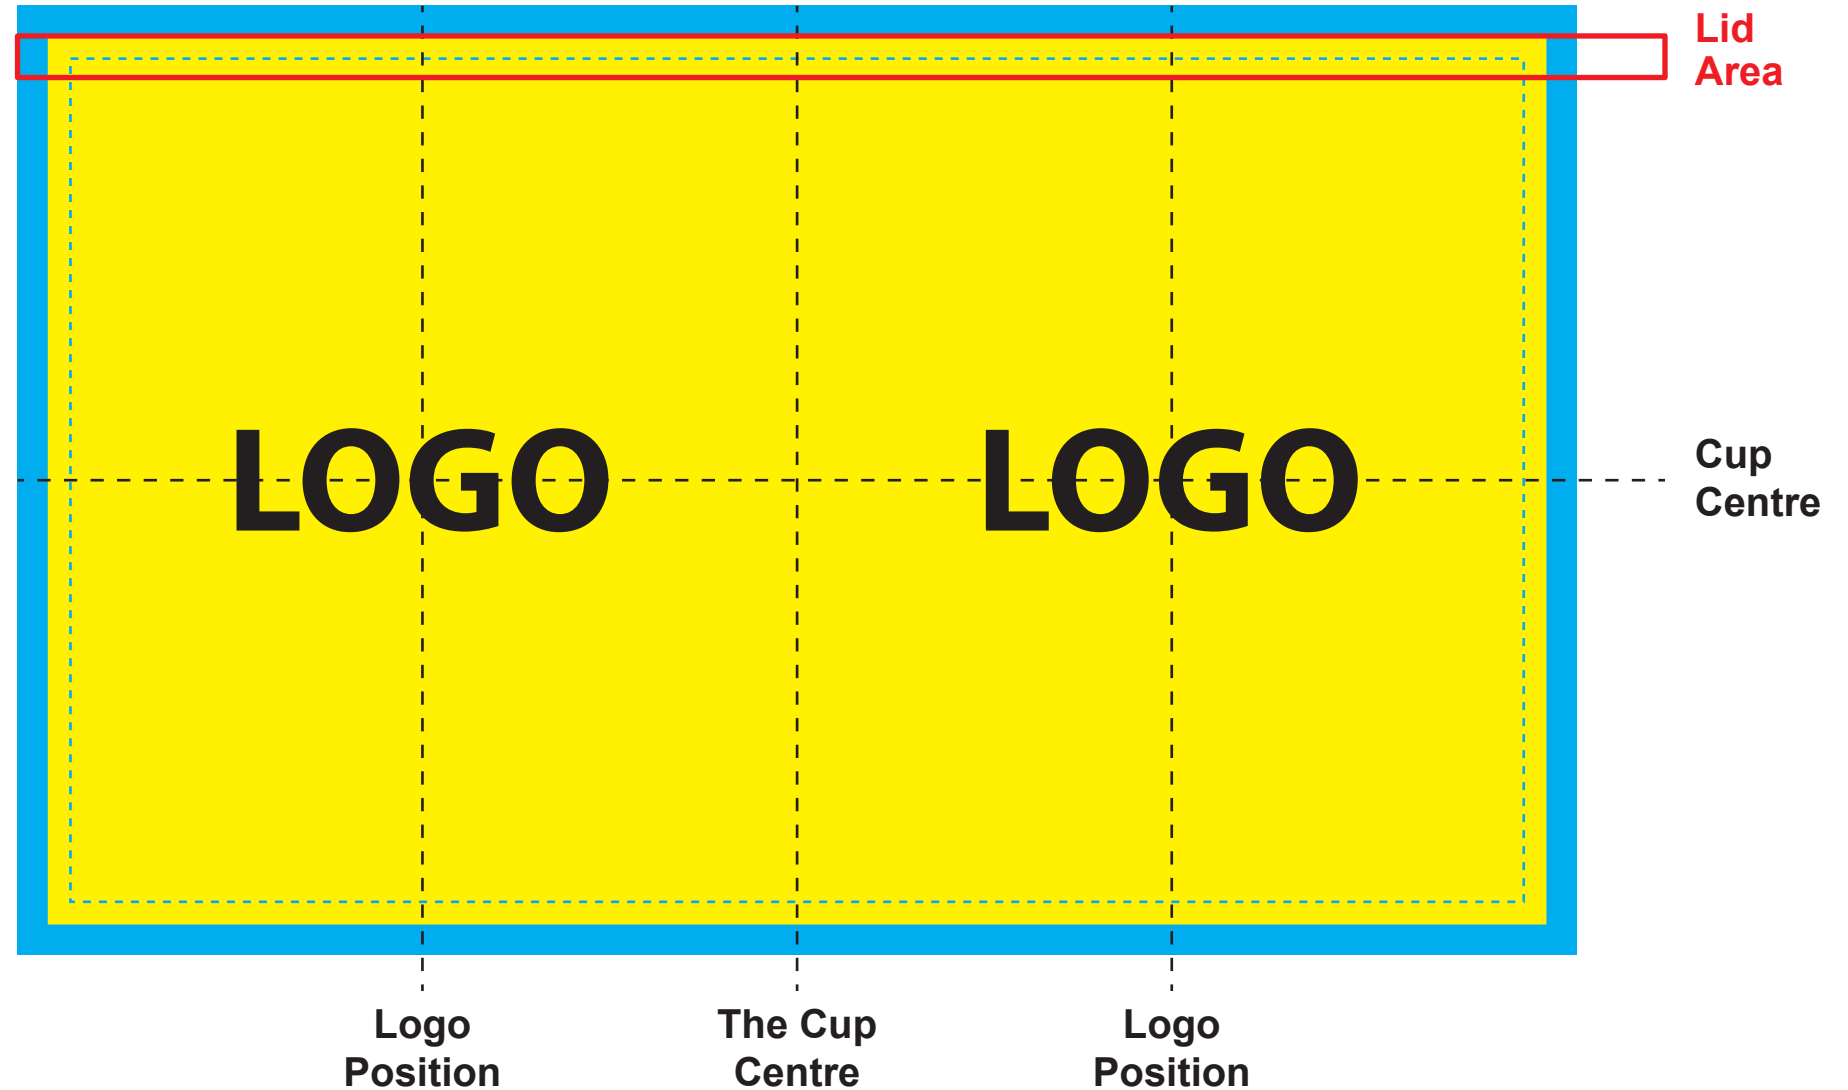 Lid
Area
LOGO LOGO
Cup
Centre
Logo
Position
The Cup
Centre
Logo
Position